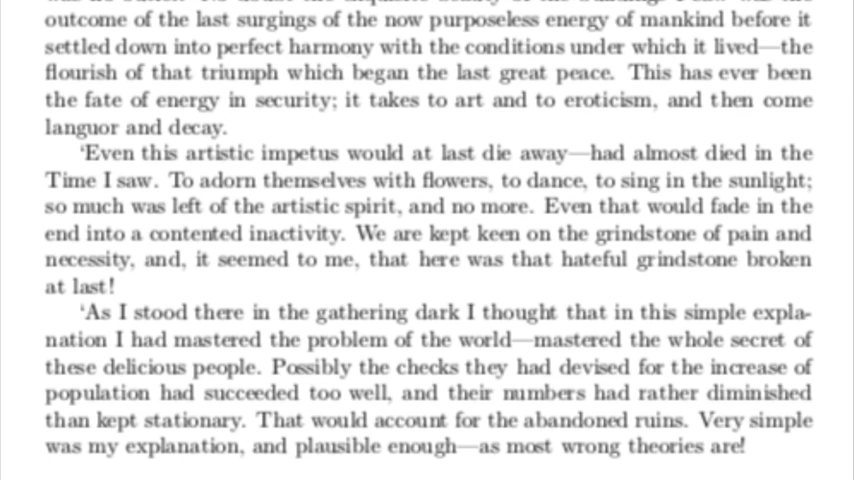 outcome of the last surgings of the now purposeless energy of mankind before it
settled down into perfect harmony with the conditions under which it lived—the
flourish of that triumph which began the last great peace. This has ever been
the fate of energy in security; it takes to art and to eroticism, and then come
languor and decay.
‘Even this artistic impetus would at last die away—had almost died in the
Time I saw. To adorn themselves with flowers, to dance, to sing in the sunlight;
so much was left of the artistic spirit, and no more. Even that would fade in the
end into a contented inactivity. We are kept keen on the grindstone of pain and
necessity, and, it seemed to me, that here was that hateful grindstone broken
at last!
‘As I stood there in the gathering dark I thought that in this simple expla-
nation I had mastered the problem of the world—mastered the whole secret of
these delicious people. Possibly the checks they had devised for the increase of
population had succeeded too well, and their numbers had rather diminished
than kept stationary. That would account for the abandoned ruins. Very simple
was my explanation, and plausible enough—as most wrong theories are!